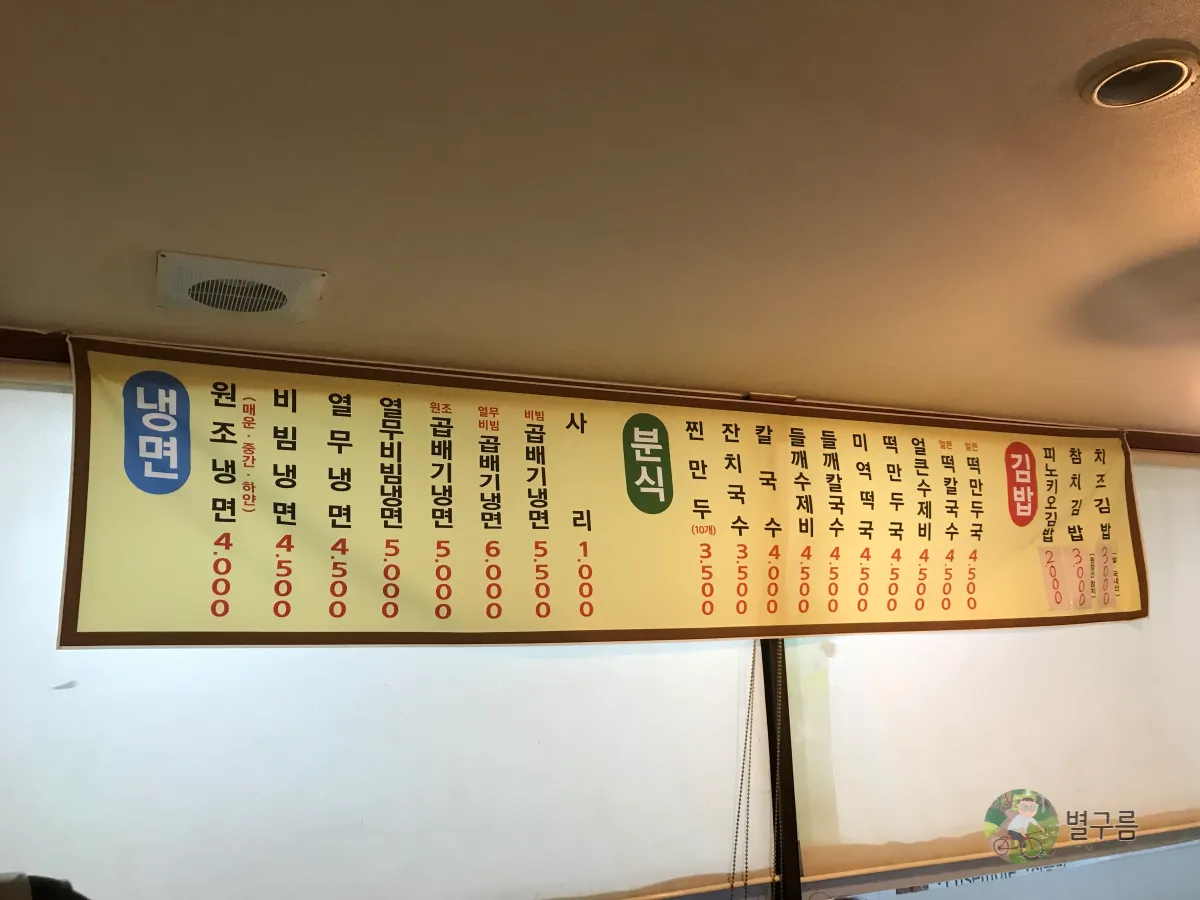 냉면
원조냉면 4.000
(매운·중간·하얀)
비빔냉면 4.500
열무냉면 4.500
열무비빔냉면 5.000
원조 곱배기냉면 5.000
열무비빔 곱배기냉면 6.000
비빔 곱배기냉면 5.500
사리 1.000
분식
찐만두 (10개) 3.500
잔치국수 3.500
칼국수 4.000
들깨수제비 4.500
들깨칼국수 4.500
미역떡국 4.500
떡만두국 4.500
얼큰수제비 4.500
얼큰 떡칼국수 4.500
얼큰 떡만두국 4.500
김밥
피노키오김밥 2.000
참치김밥 3000
치즈김밥 3000
별구름